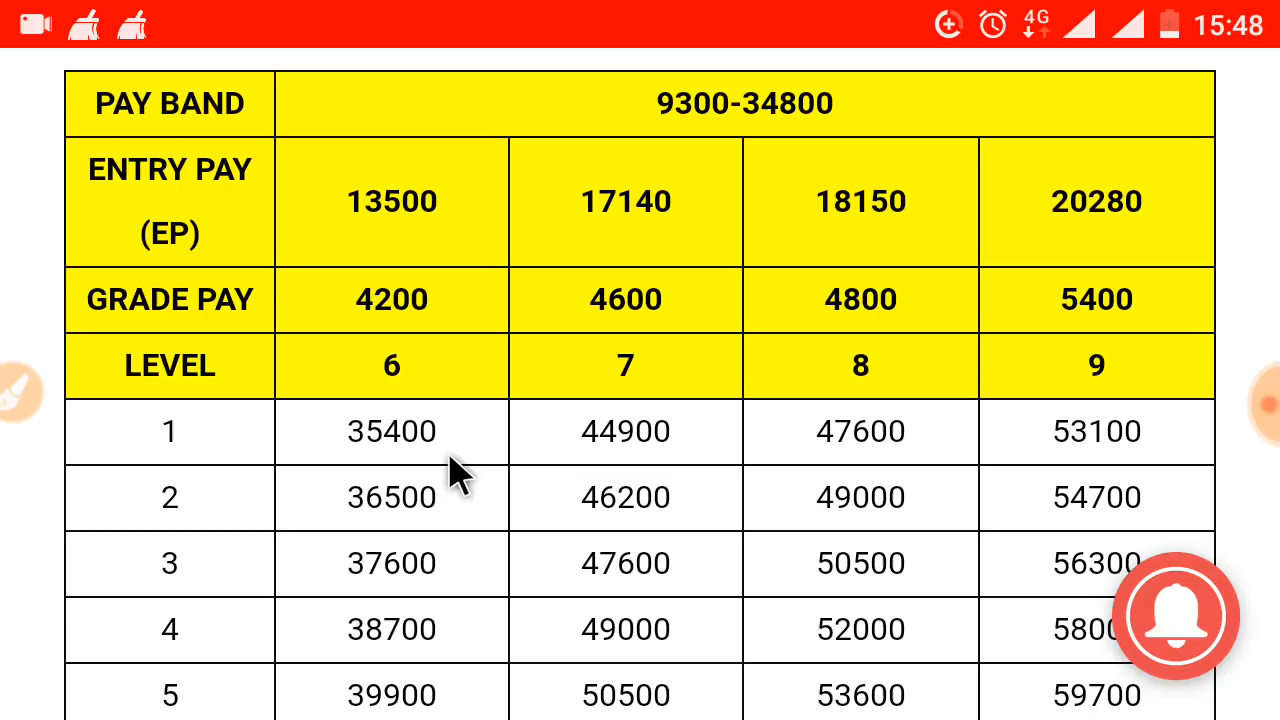 4G 15:48
PAY BAND 9300-34800
ENTRY PAY (EP) 13500 17140 18150 20280
GRADE PAY 4200 4600 4800 5400
LEVEL 6 7 8 9
1 35400 44900 47600 53100
2 36500 46200 49000 54700
3 37600 47600 50500 56300
4 38700 49000 52000
5 39900 50500 53600 59700